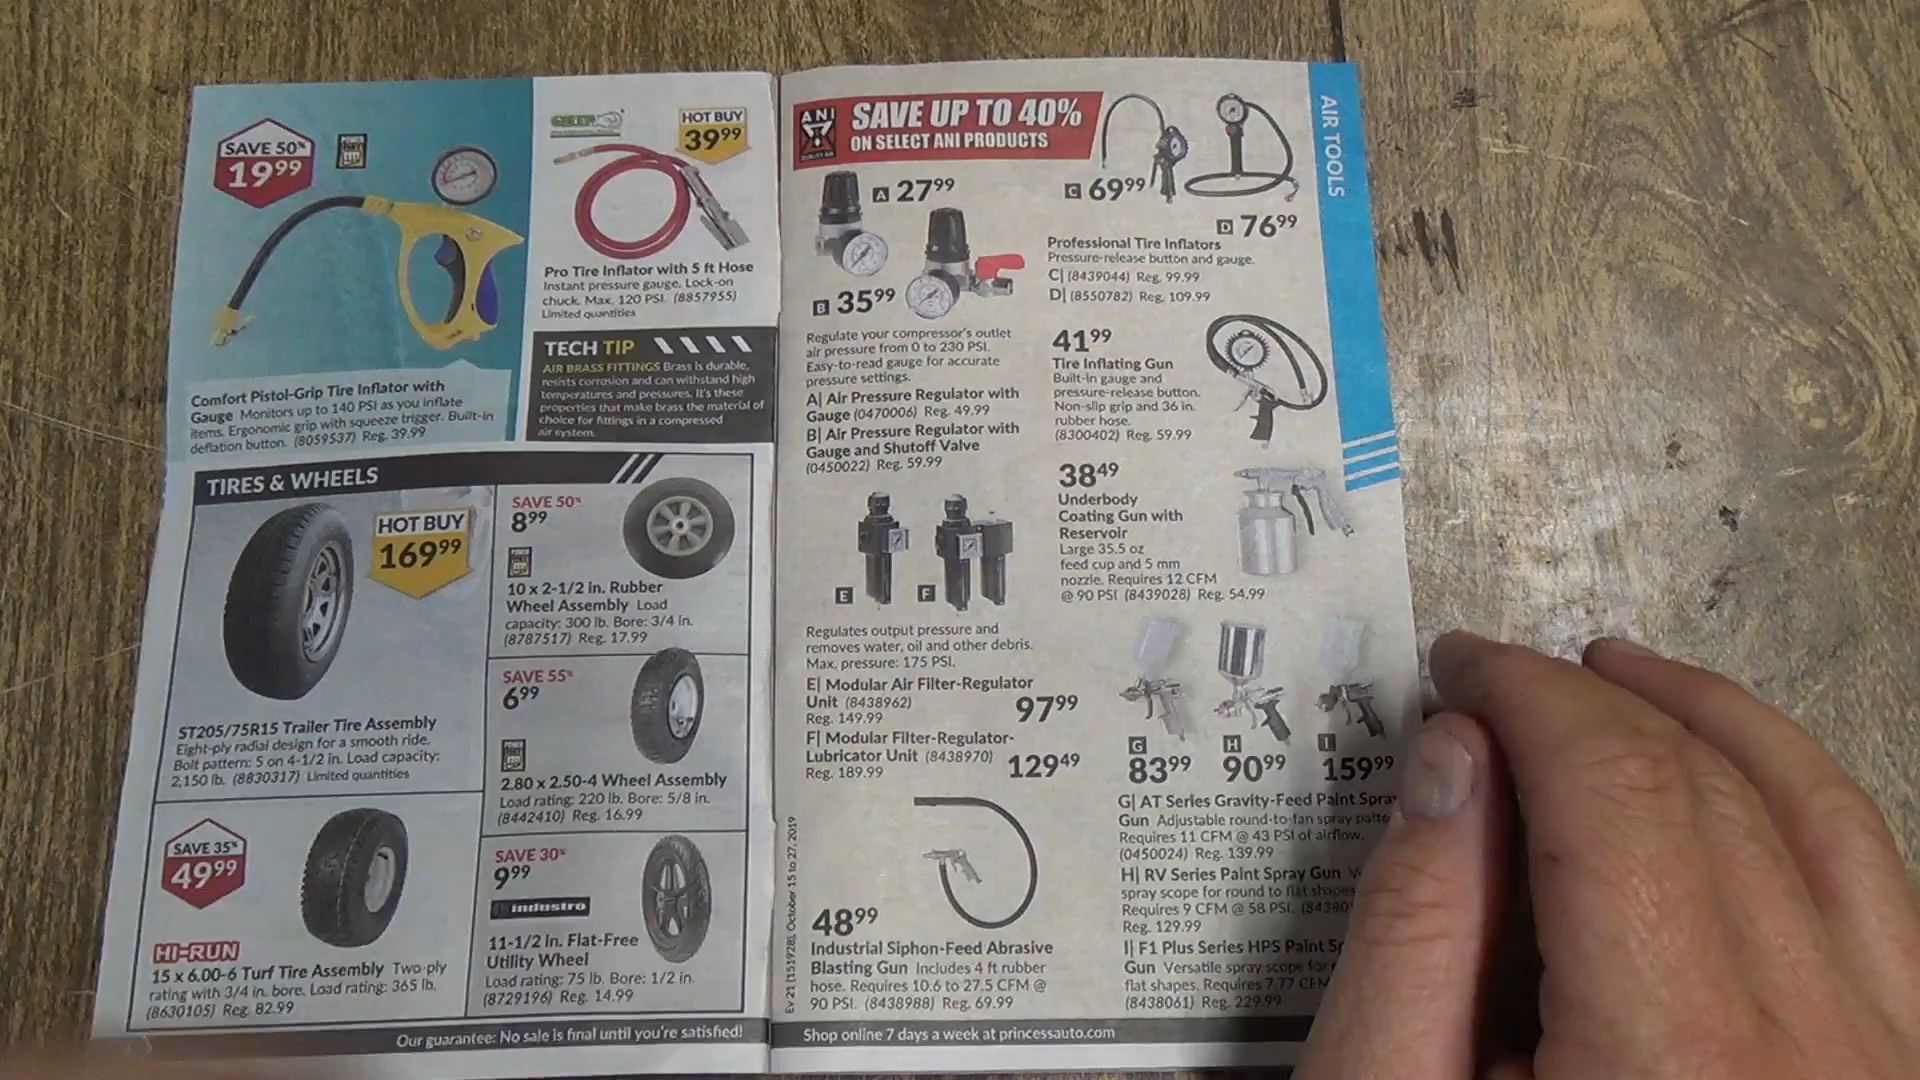 SAVE 50%
19.99
Comfort Pistol-Grip Tire Inflator with
Gauge Monitors up to 140 PSI as you inflate
items. Ergonomic grip with squeeze trigger. Built-in
deflation button. (8059537) Reg. 39.99
GRIP
HOT BUY
39.99
Pro Tire Inflator with 5 ft Hose
Instant pressure gauge. Lock-on
chuck. Max. 120 PSI. (8857955)
Limited quantities
TECH TIP
AIR BRASS FITTINGS Brass is durable,
resists corrosion and can withstand high
temperatures and pressures. It's these
properties that make brass the material of
choice for fittings in a compressed
air system.
TIRES & WHEELS
HOT BUY
169.99
ST205/75R15 Trailer Tire Assembly
Eight-ply radial design for a smooth ride.
Bolt pattern: 5 on 4-1/2 in. Load capacity:
2,150 lb. (8830317) Limited quantities
SAVE 35%
49.99
HI-RUN
15 x 6.00-6 Turf Tire Assembly Two-ply
rating with 3/4 in. bore. Load rating: 365 lb.
(8630105) Reg. 82.99
SAVE 50%
8.99
10 x 2-1/2 in. Rubber
Wheel Assembly Load
capacity: 300 lb. Bore: 3/4 in.
(8787517) Reg. 17.99
SAVE 55%
6.99
2.80 x 2.50-4 Wheel Assembly
Load rating: 220 lb. Bore: 5/8 in.
(8442410) Reg. 16.99
SAVE 30%
9.99
industro
11-1/2 in. Flat-Free
Utility Wheel
Load rating: 75 lb. Bore: 1/2 in.
(8729196) Reg. 14.99
Our guarantee: No sale is final until you're satisfied!
ANI
SAVE UP TO 40%
ON SELECT ANI PRODUCTS
AIR TOOLS
A 27.99
B 35.99
Regulate your compressor's outlet
air pressure from 0 to 230 PSI.
Easy-to-read gauge for accurate
pressure settings.
A| Air Pressure Regulator with
Gauge (0470006) Reg. 49.99
B| Air Pressure Regulator with
Gauge and Shutoff Valve
(0450022) Reg. 59.99
E
F
Regulates output pressure and
removes water, oil and other debris.
Max. pressure: 175 PSI.
E| Modular Air Filter-Regulator
Unit (8438962)
Reg. 149.99
97.99
F| Modular Filter-Regulator-
Lubricator Unit (8438970)
Reg. 189.99
129.49
48.99
Industrial Siphon-Feed Abrasive
Blasting Gun Includes 4 ft rubber
hose. Requires 10.6 to 27.5 CFM @
90 PSI. (8438988) Reg. 69.99
C 69.99
D 76.99
Professional Tire Inflators
Pressure-release button and gauge.
C| (8439044) Reg. 99.99
D| (8550782) Reg. 109.99
41.99
Tire Inflating Gun
Built-in gauge and
pressure-release button.
Non-slip grip and 36 in.
rubber hose.
(8300402) Reg. 59.99
38.49
Underbody
Coating Gun with
Reservoir
Large 35.5 oz
feed cup and 5 mm
nozzle. Requires 12 CFM
@ 90 PSI (8439028) Reg. 54.99
G
83.99
H
90.99
I
159.99
G| AT Series Gravity-Feed Paint Spray
Gun Adjustable round-to-fan spray
Requires 11 CFM @ 43 PSI of airflow.
(0450024) Reg. 139.99
H| RV Series Paint Spray Gun
spray scope for round to flat shapes
Requires 9 CFM @ 58 PSI.
Reg. 129.99
I| F1 Plus Series HPS Paint
Gun Versatile spray scope for
flat shapes. Requires 7.77 CFM
(8438061) Reg. 229.99
Ev 21 (151928), October 15 to 27, 2019
Shop online 7 days a week at princessauto.com